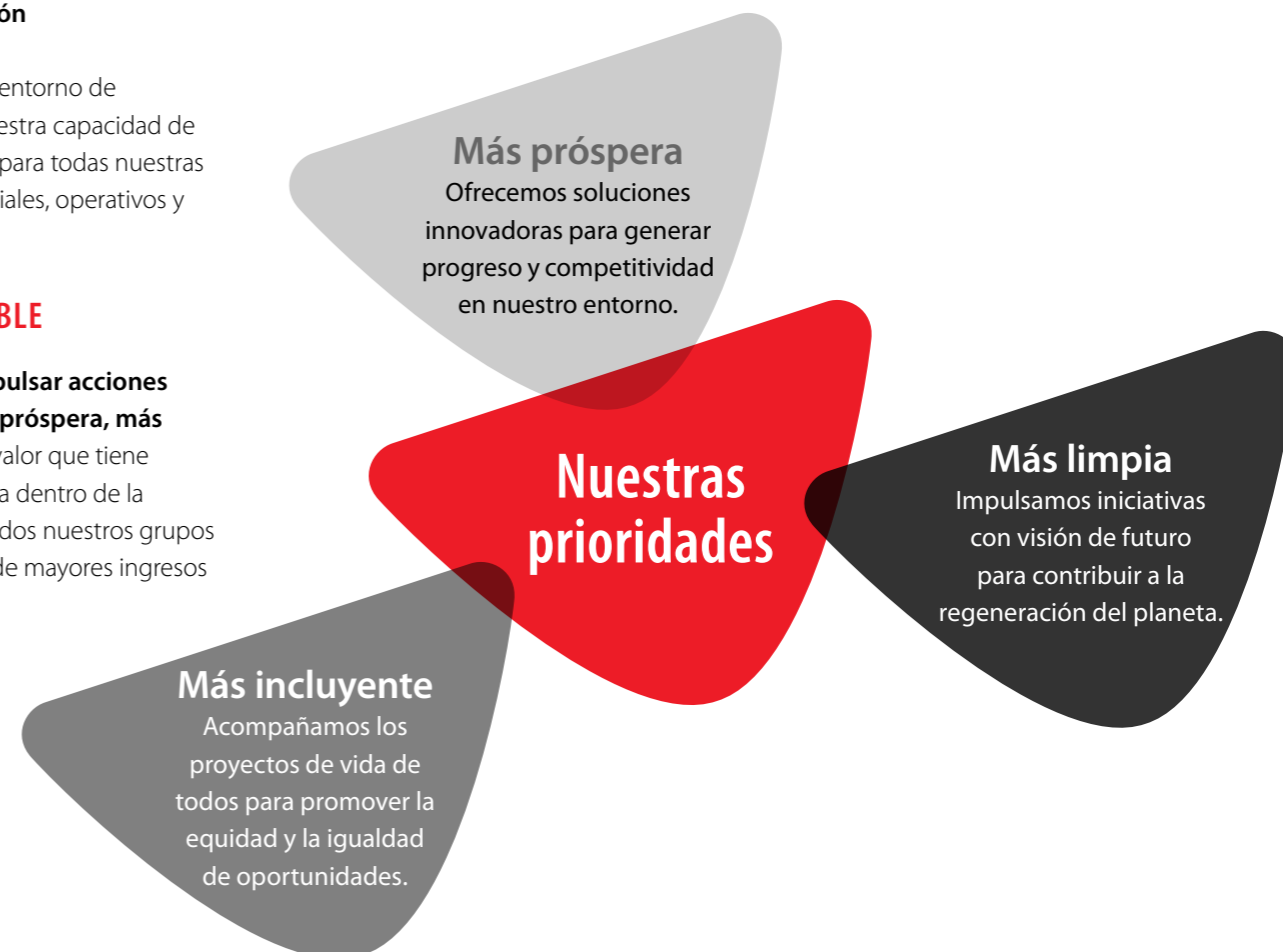 ón
entorno de
estra capacidad de
para todas nuestras
iales, operativos y
BLE
pulsar acciones
próspera, más
valor que tiene
a dentro de la
dos nuestros grupos
de mayores ingresos
Más próspera
Ofrecemos soluciones
innovadoras para generar
progreso y competitividad
en nuestro entorno.
Nuestras
prioridades
Más limpia
Impulsamos iniciativas
con visión de futuro
para contribuir a la
regeneración del planeta.
Más incluyente
Acompañamos los
proyectos de vida de
todos para promover la
equidad y la igualdad
de oportunidades.